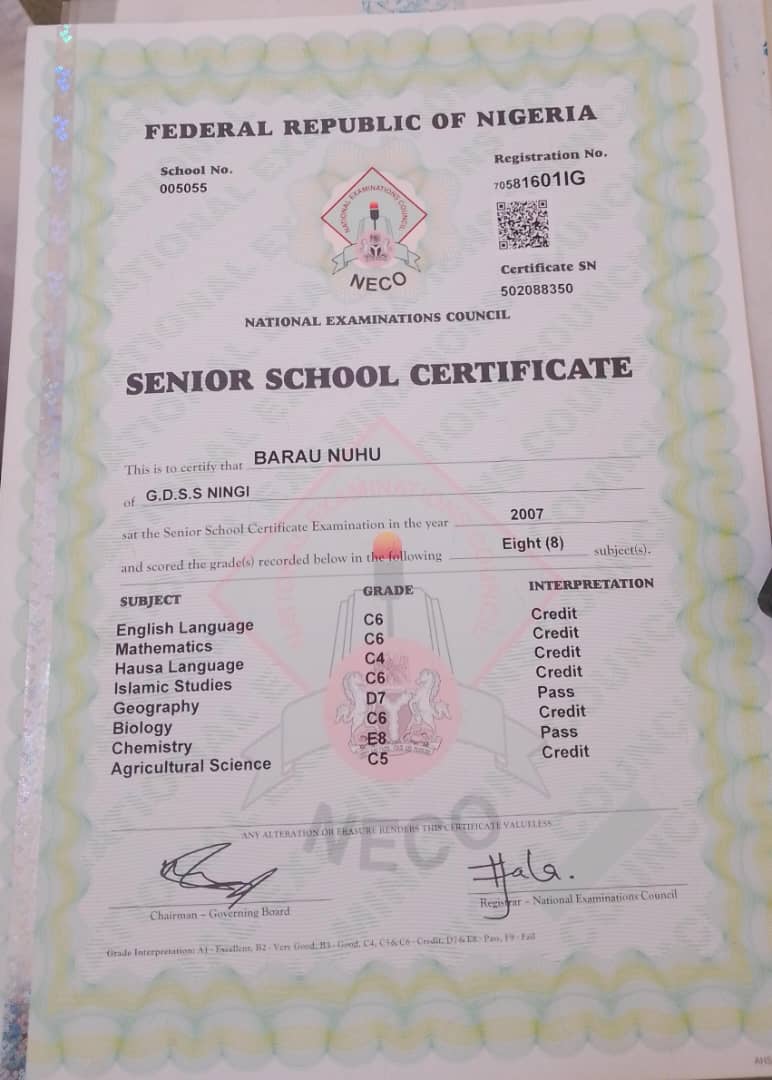 FEDERAL REPUBLIC OF NIGERIA
School No.
005055
Registration No.
70581601IG
NATIONAL EXAMINATIONS COUNCIL
NECO
Certificate SN
502088350
NATIONAL EXAMINATIONS COUNCIL
SENIOR SCHOOL CERTIFICATE
This is to certify that BARAU NUHU
of G.D.S.S NINGI
sat the Senior School Certificate Examination in the year 2007
and scored the grade(s) recorded below in the following Eight (8) subject(s).
SUBJECT GRADE INTERPRETATION
English Language C6 Credit
Mathematics C6 Credit
Hausa Language C4 Credit
Islamic Studies C6 Credit
Geography D7 Pass
Biology C6 Credit
Chemistry E8 Pass
Agricultural Science C5 Credit
NECO
ANY ALTERATION OR ERASURE RENDERS THIS CERTIFICATE VALUELESS
Chairman – Governing Board
Registrar – National Examinations Council
Grade Interpretation: A1 - Excellent, B2 - Very Good, B3 - Good, C4, C5 & C6 - Credit, D7 & E8 - Pass, F9 - Fail